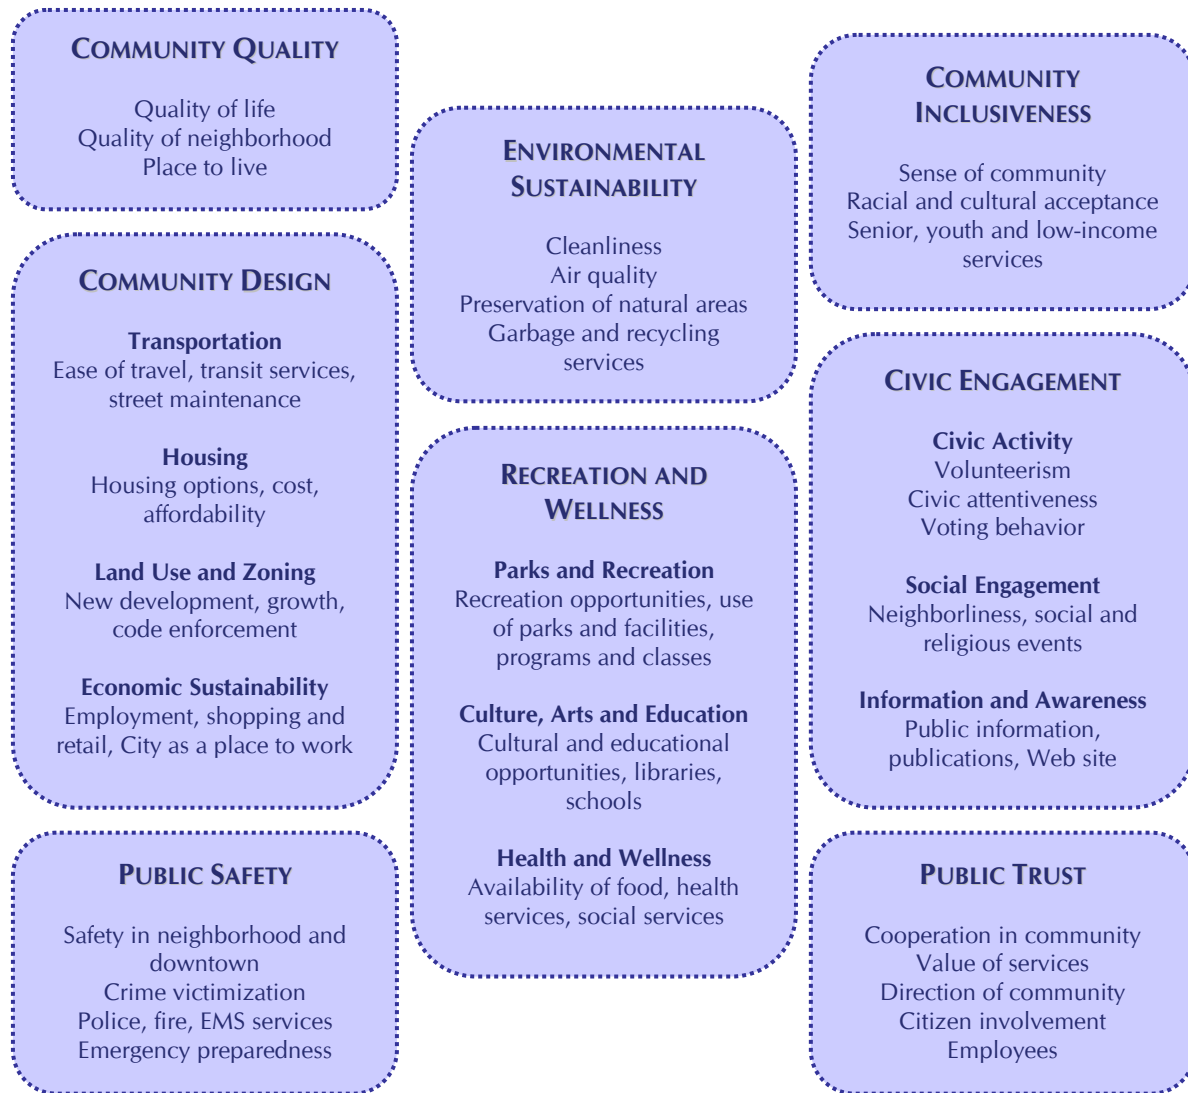 COMMUNITY QUALITY
Quality of life
Quality of neighborhood
Place to live
COMMUNITY DESIGN
Transportation
Ease of travel, transit services,
street maintenance
Housing
Housing options, cost,
affordability
Land Use and Zoning
New development, growth,
code enforcement
Economic Sustainability
Employment, shopping and
retail, City as a place to work
PUBLIC SAFETY
Safety in neighborhood and
downtown
Crime victimization
Police, fire, EMS services
Emergency preparedness
ENVIRONMENTAL
SUSTAINABILITY
Cleanliness
Air quality
Preservation of natural areas
Garbage and recycling
services
RECREATION AND
WELLNESS
Parks and Recreation
Recreation opportunities, use
of parks and facilities,
programs and classes
Culture, Arts and Education
Cultural and educational
opportunities, libraries,
schools
Health and Wellness
Availability of food, health
services, social services
COMMUNITY
INCLUSIVENESS
Sense of community
Racial and cultural acceptance
Senior, youth and low-income
services
CIVIC ENGAGEMENT
Civic Activity
Volunteerism
Civic attentiveness
Voting behavior
Social Engagement
Neighborliness, social and
religious events
Information and Awareness
Public information,
publications, Web site
PUBLIC TRUST
Cooperation in community
Value of services
Direction of community
Citizen involvement
Employees